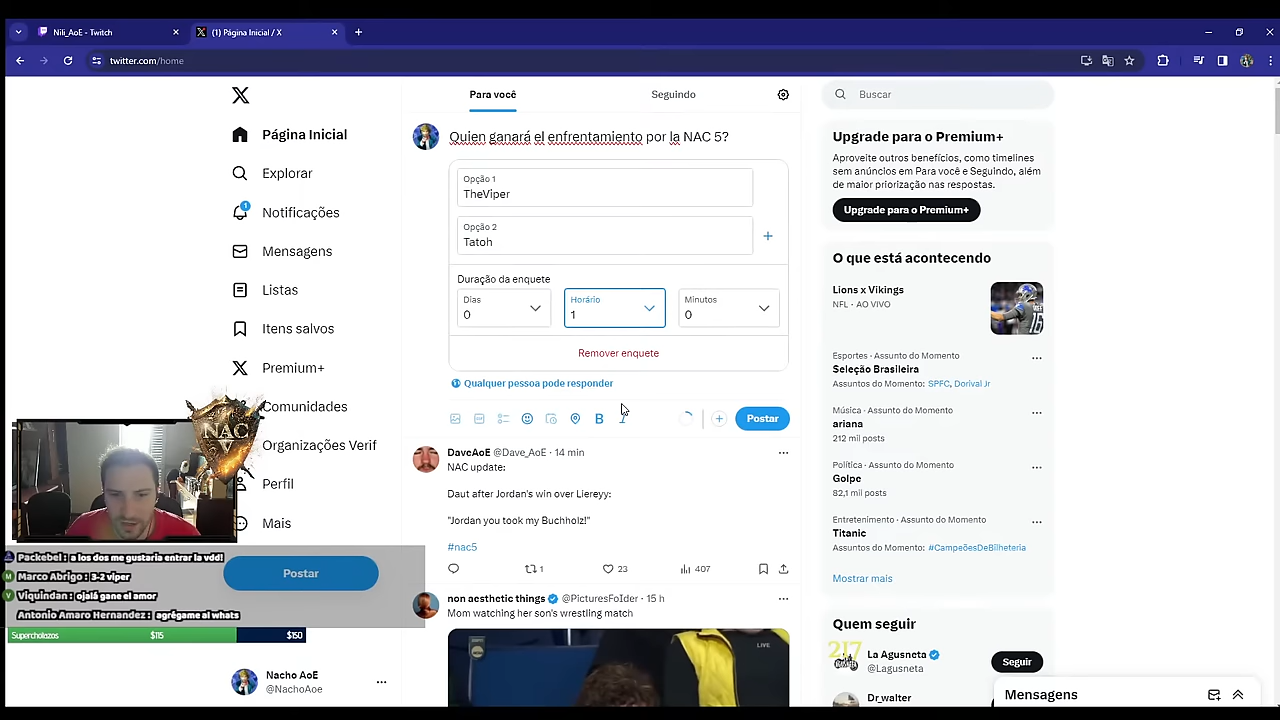 Nili_AoE - Twitch
(1) Página Inicial / X
twitter.com/home
Página Inicial
Explorar
1
Notificações
Mensagens
Listas
Itens salvos
Premium+
Comunidades
Organizações Verif
Perfil
Mais
NAC
Packebel : a los dos me gustaria entrar la vdd!
Marco Abrigo : 3-2 viper
Viquindan : ojalá gane el amor
Antonio Amaro Hernandez : agrégame al whats
Postar
Supercholazos $115 $150
Nacho AoE
@NachoAoe
Para você
Seguindo
Quien ganará el enfrentamiento por la NAC 5?
Opção 1
TheViper
Opção 2
Tatoh
Duração da enquete
Dias
0
Horário
1
Minutos
0
Remover enquete
Qualquer pessoa pode responder
Postar
DaveAoE @Dave_AoE · 14 min
NAC update:
Daut after Jordan's win over Liereyy:
"Jordan you took my Buchholz!"
#nac5
1
23
407
non aesthetic things @PicturesFoIder · 15 h
Mom watching her son's wrestling match
LIVE
Buscar
Upgrade para o Premium+
Aproveite outros benefícios, como timelines
sem anúncios em Para você e Seguindo, além
de maior priorização nas respostas.
Upgrade para o Premium+
O que está acontecendo
Lions x Vikings
NFL · AO VIVO
Esportes · Assunto do Momento
Seleção Brasileira
Assuntos do Momento: SPFC, Dorival Jr
Música · Assunto do Momento
ariana
212 mil posts
Política · Assunto do Momento
Golpe
82,1 mil posts
Entretenimento · Assunto do Momento
Titanic
Assuntos do Momento: #CampeõesDeBilheteria
Mostrar mais
Quem seguir
217
La Agusneta
@Lagusneta
Seguir
Dr_walter
Mensagens